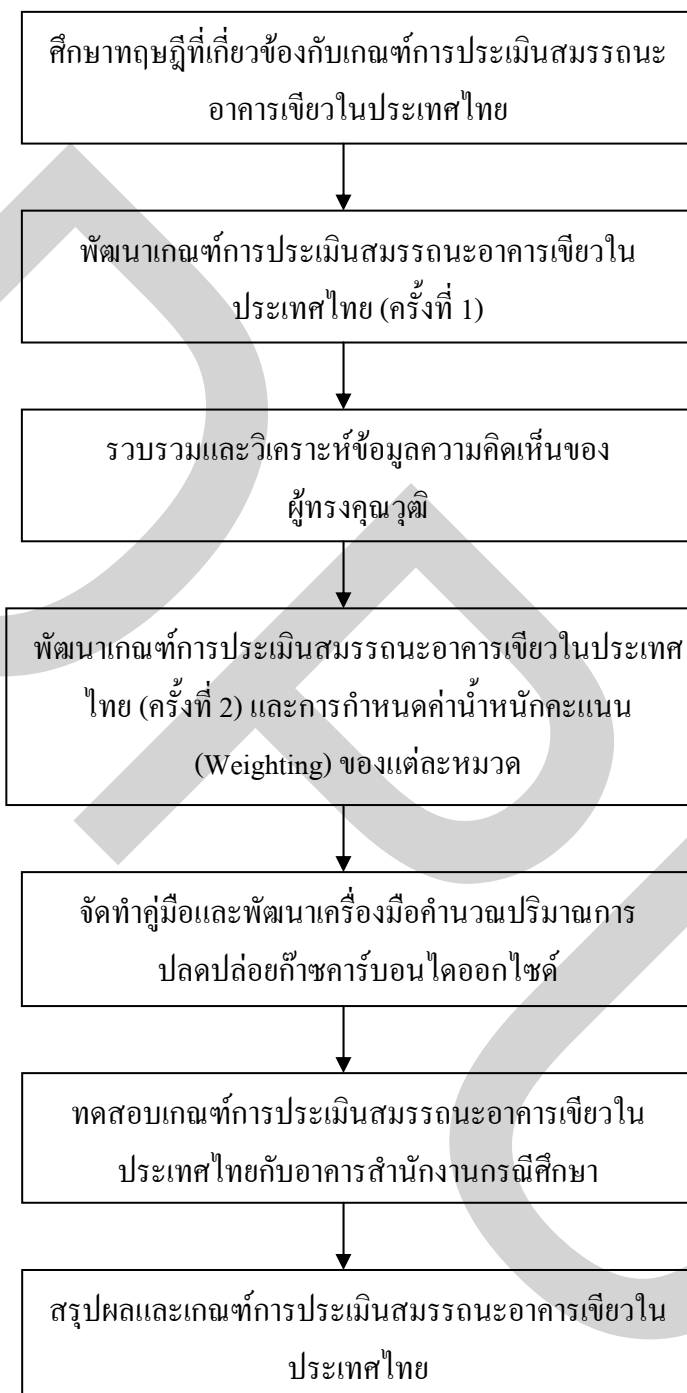 ศึกษาทฤษฎีที่เกี่ยวข้องกับเกณฑ์การประเมินสมรรถนะ
อาคารเขียวในประเทศไทย
พัฒนาเกณฑ์การประเมินสมรรถนะอาคารเขียวใน
ประเทศไทย (ครั้งที่ 1)
รวบรวมและวิเคราะห์ข้อมูลความคิดเห็นของ
ผู้ทรงคุณวุฒิ
พัฒนาเกณฑ์การประเมินสมรรถนะอาคารเขียวในประเทศ
ไทย (ครั้งที่ 2) และการกำหนดค่าน้ำหนักคะแนน
(Weighting) ของแต่ละหมวด
จัดทำคู่มือและพัฒนาเครื่องมือคำนวณปริมาณการ
ปลดปล่อยก๊าซคาร์บอนไดออกไซด์
ทดสอบเกณฑ์การประเมินสมรรถนะอาคารเขียวใน
ประเทศไทยกับอาคารสำนักงานกรณีศึกษา
สรุปผลและเกณฑ์การประเมินสมรรถนะอาคารเขียวใน
ประเทศไทย